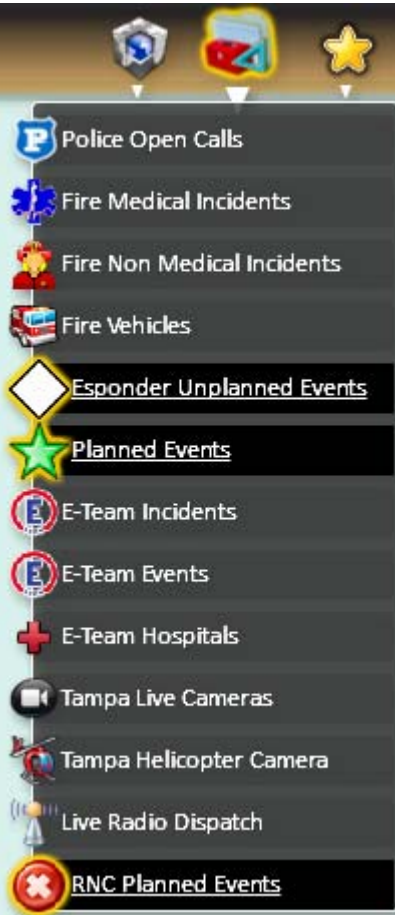 Police Open Calls
Fire Medical Incidents
Fire Non Medical Incidents
Fire Vehicles
Esponder Unplanned Events
Planned Events
E-Team Incidents
E-Team Events
E-Team Hospitals
Tampa Live Cameras
Tampa Helicopter Camera
Live Radio Dispatch
RNC Planned Events